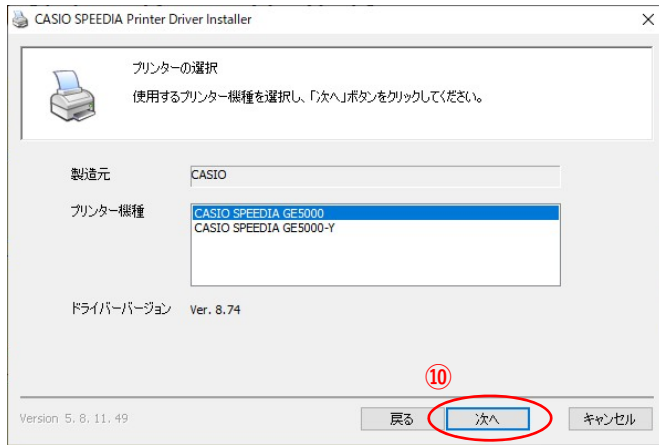 CASIO SPEEDIA Printer Driver Installer
プリンターの選択
使用するプリンター機種を選択し、「次へ」ボタンをクリックしてください。
製造元 CASIO
プリンター機種 CASIO SPEEDIA GE5000
CASIO SPEEDIA GE5000-Y
ドライバーバージョン Ver. 8.74
⑩
Version 5. 8. 11. 49 戻る 次へ キャンセル